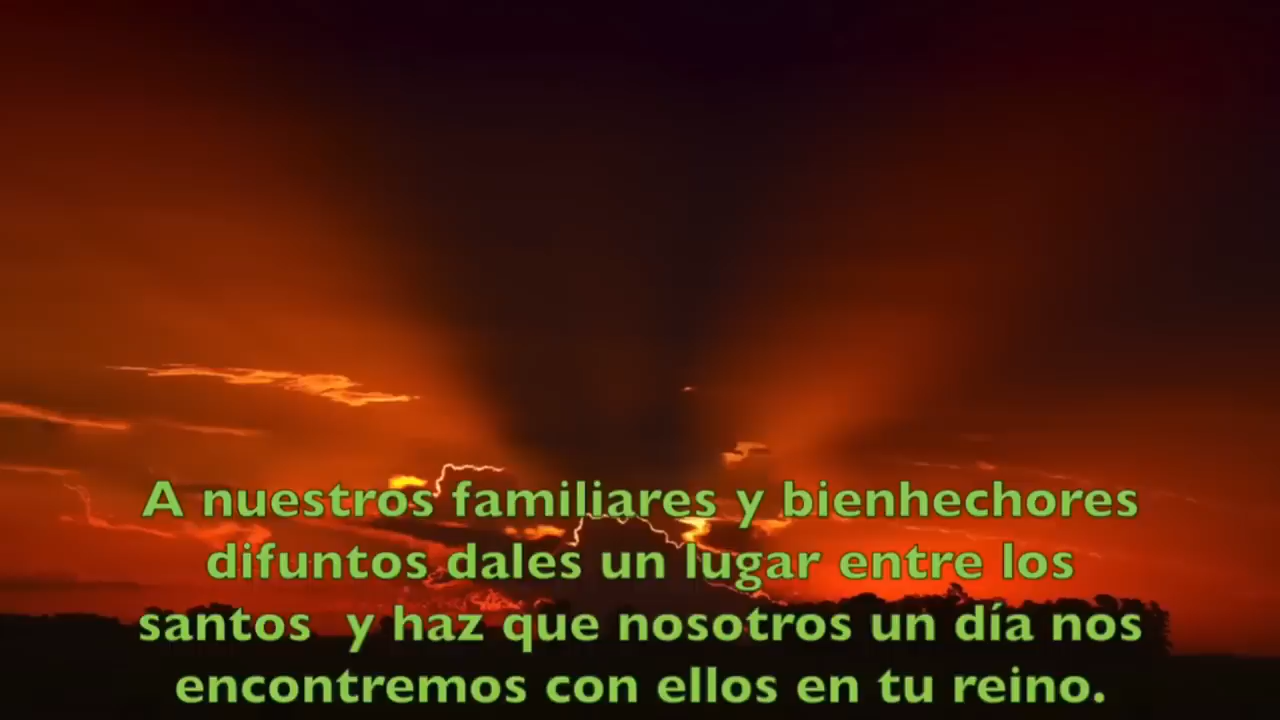 A nuestros familiares y bienhechores
difuntos dales un lugar entre los
santos  y haz que nosotros un día nos
encontremos con ellos en tu reino.